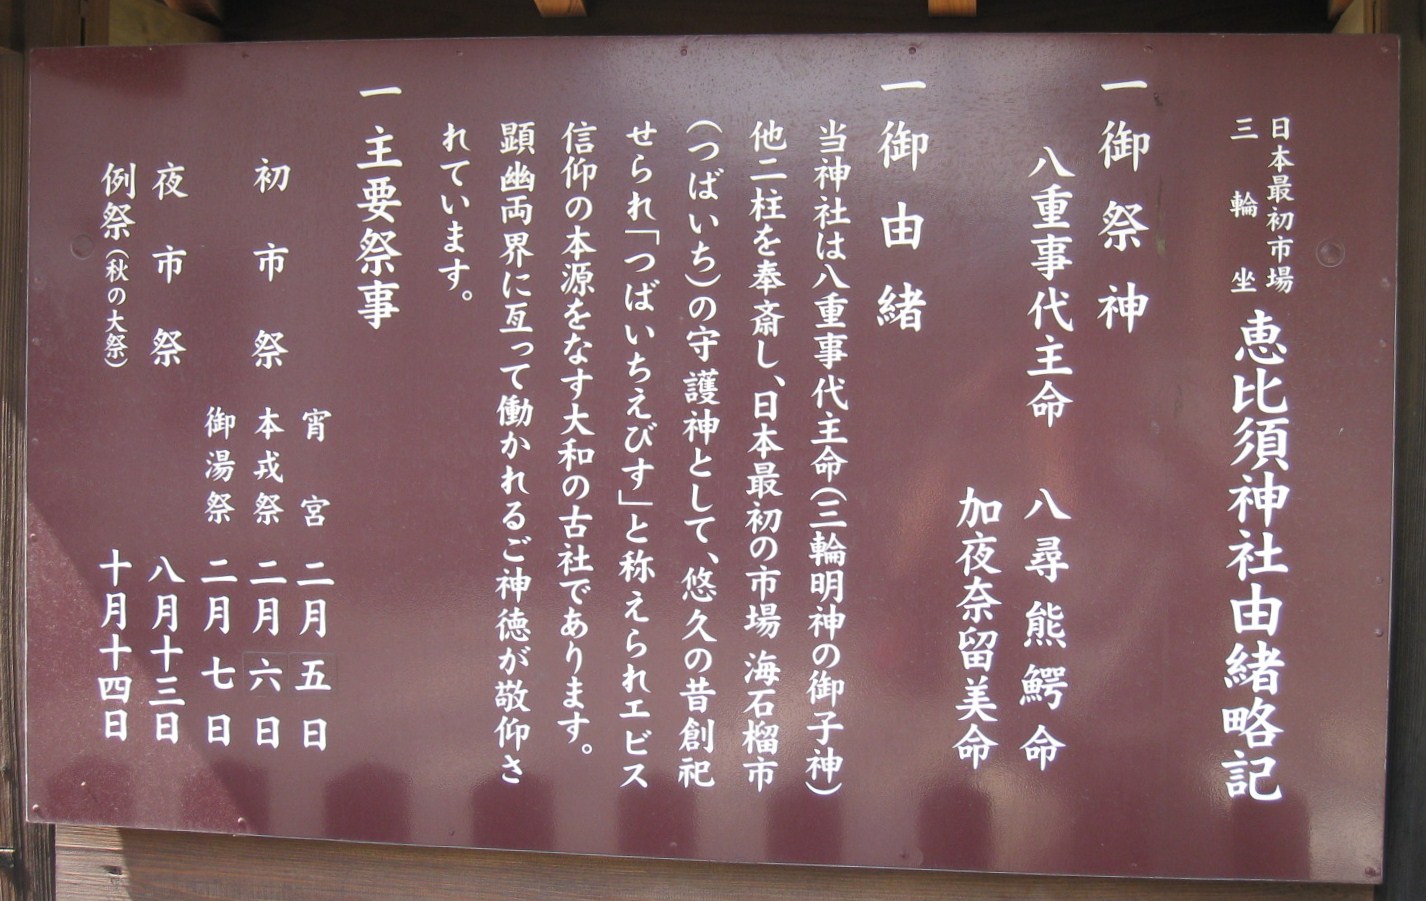 日本最初市場
三輪坐
恵比須神社由緒略記
一 御祭神
八重事代主命 八尋熊鰐命
加夜奈留美命
一 御由緒
当神社は八重事代主命(三輪明神の御子神)
他二柱を奉斎し、日本最初の市場 海石榴市
(つばいち)の守護神として、悠久の昔創祀
せられ「つばいちえびす」と称えられエビス
信仰の本源をなす大和の古社であります。
顕幽両界に亙って働かれるご神徳が敬仰さ
れています。
一 主要祭事
宵宮 二月五日
初市祭 本戎祭 二月六日
御湯祭 二月七日
夜市祭 八月十三日
例祭(秋の大祭) 十月十四日